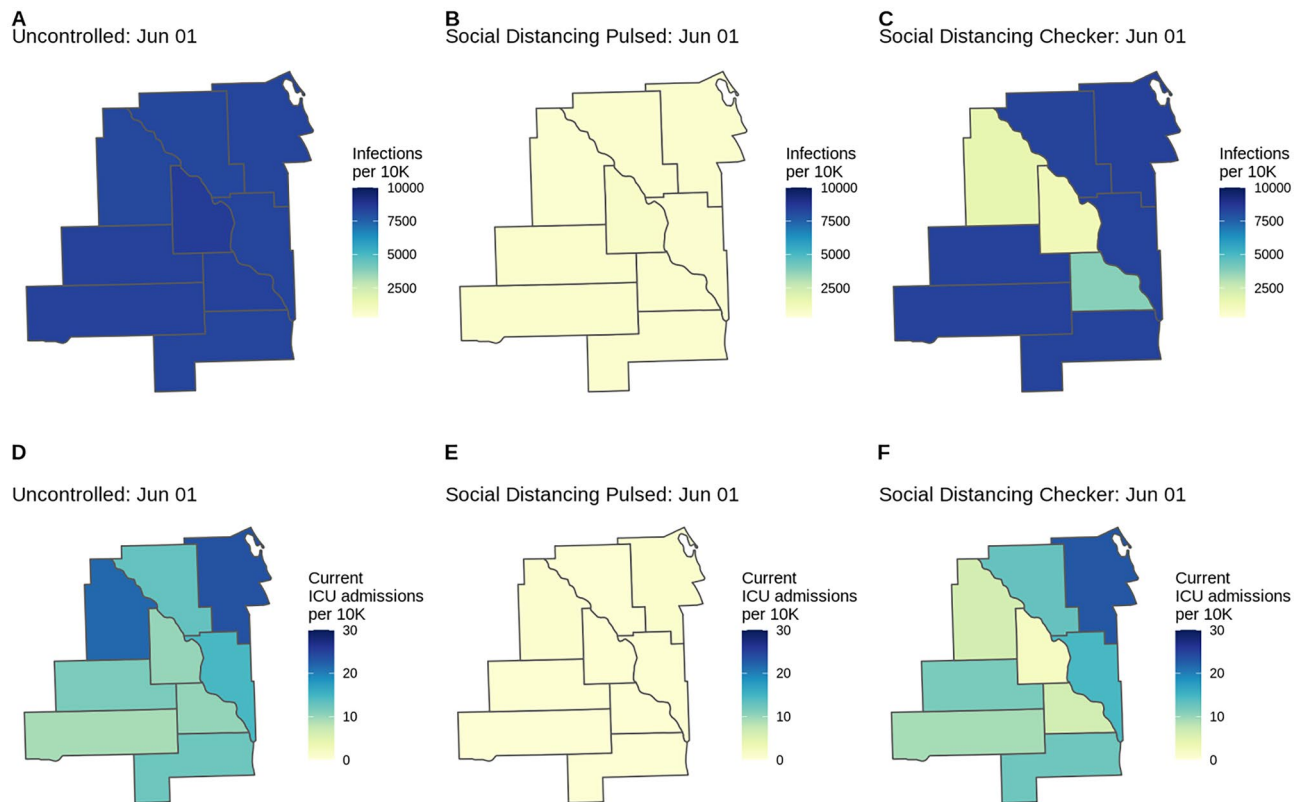 A
Uncontrolled: Jun 01
Infections
per 10K
10000
7500
5000
2500
B
Social Distancing Pulsed: Jun 01
Infections
per 10K
10000
7500
5000
2500
C
Social Distancing Checker: Jun 01
Infections
per 10K
10000
7500
5000
2500
D
Uncontrolled: Jun 01
Current
ICU admissions
per 10K
30
20
10
0
E
Social Distancing Pulsed: Jun 01
Current
ICU admissions
per 10K
30
20
10
0
F
Social Distancing Checker: Jun 01
Current
ICU admissions
per 10K
30
20
10
0